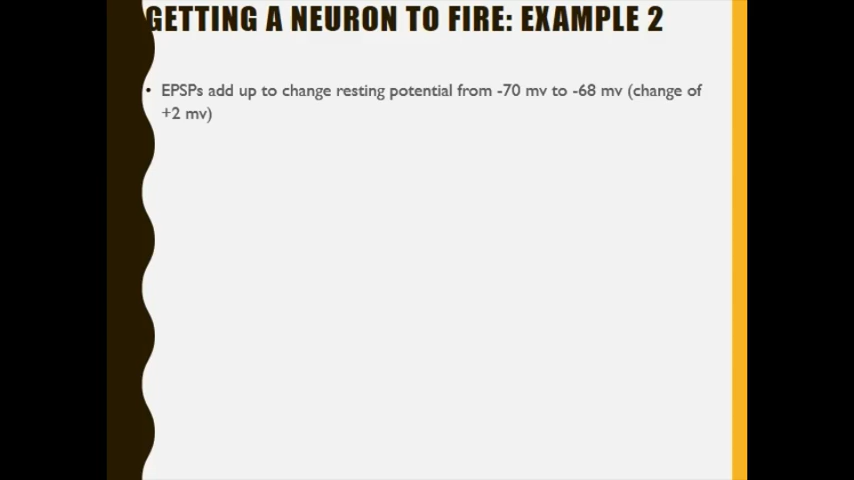 GETTING A NEURON TO FIRE: EXAMPLE 2
• EPSPs add up to change resting potential from -70 mv to -68 mv (change of
+2 mv)